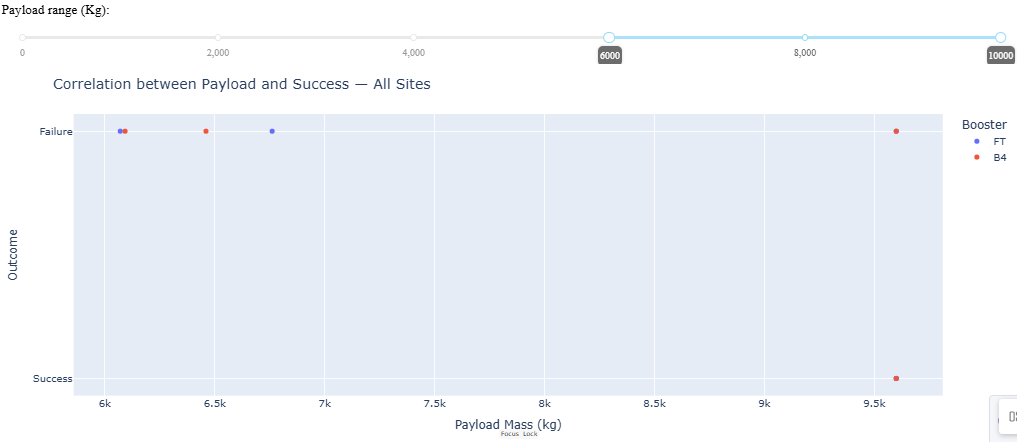 Payload range (Kg):
0 2,000 4,000 6000 8,000 10000
Correlation between Payload and Success — All Sites
Booster
FT
B4
Failure
Outcome
Success
6k 6.5k 7k 7.5k 8k 8.5k 9k 9.5k
Payload Mass (kg)
Focus Lock